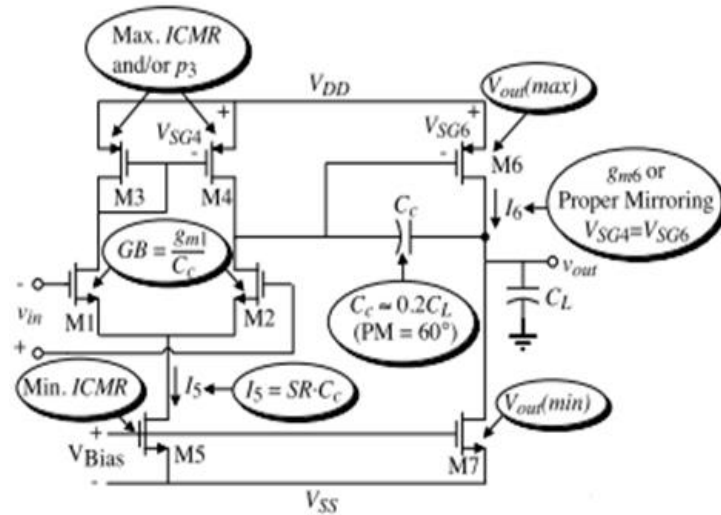 Max. ICMR
and/or p3
VDD
Vout(max)
+
VSG4
-
+
VSG6
-
M6
M3
M4
gm6 or
Proper Mirroring
VSG4=VSG6
I6
Cc
GB = gm1
Cc
-
vin
+
M1
M2
Cc ≈ 0.2CL
(PM = 60°)
vout
CL
Min. ICMR
I5
I5 = SR·Cc
Vout(min)
+
VBias
-
M5
M7
VSS